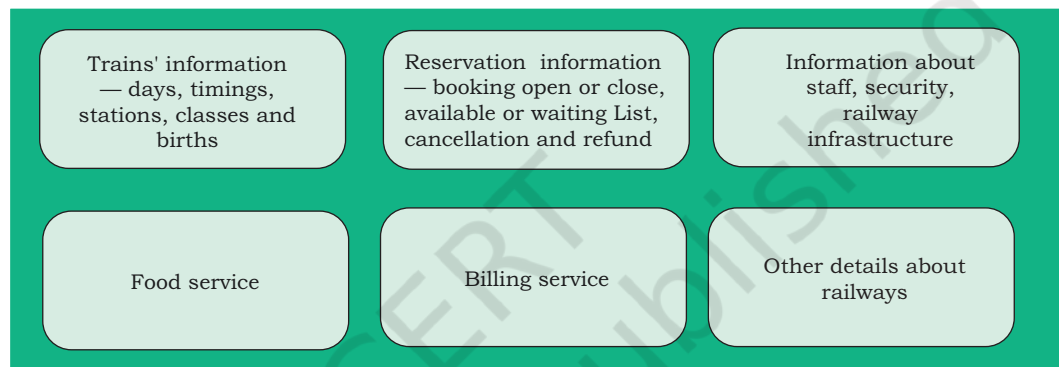 Trains' information
— days, timings,
stations, classes and
births
Reservation information
— booking open or close,
available or waiting List,
cancellation and refund
Information about
staff, security,
railway
infrastructure
Food service
Billing service
Other details about
railways